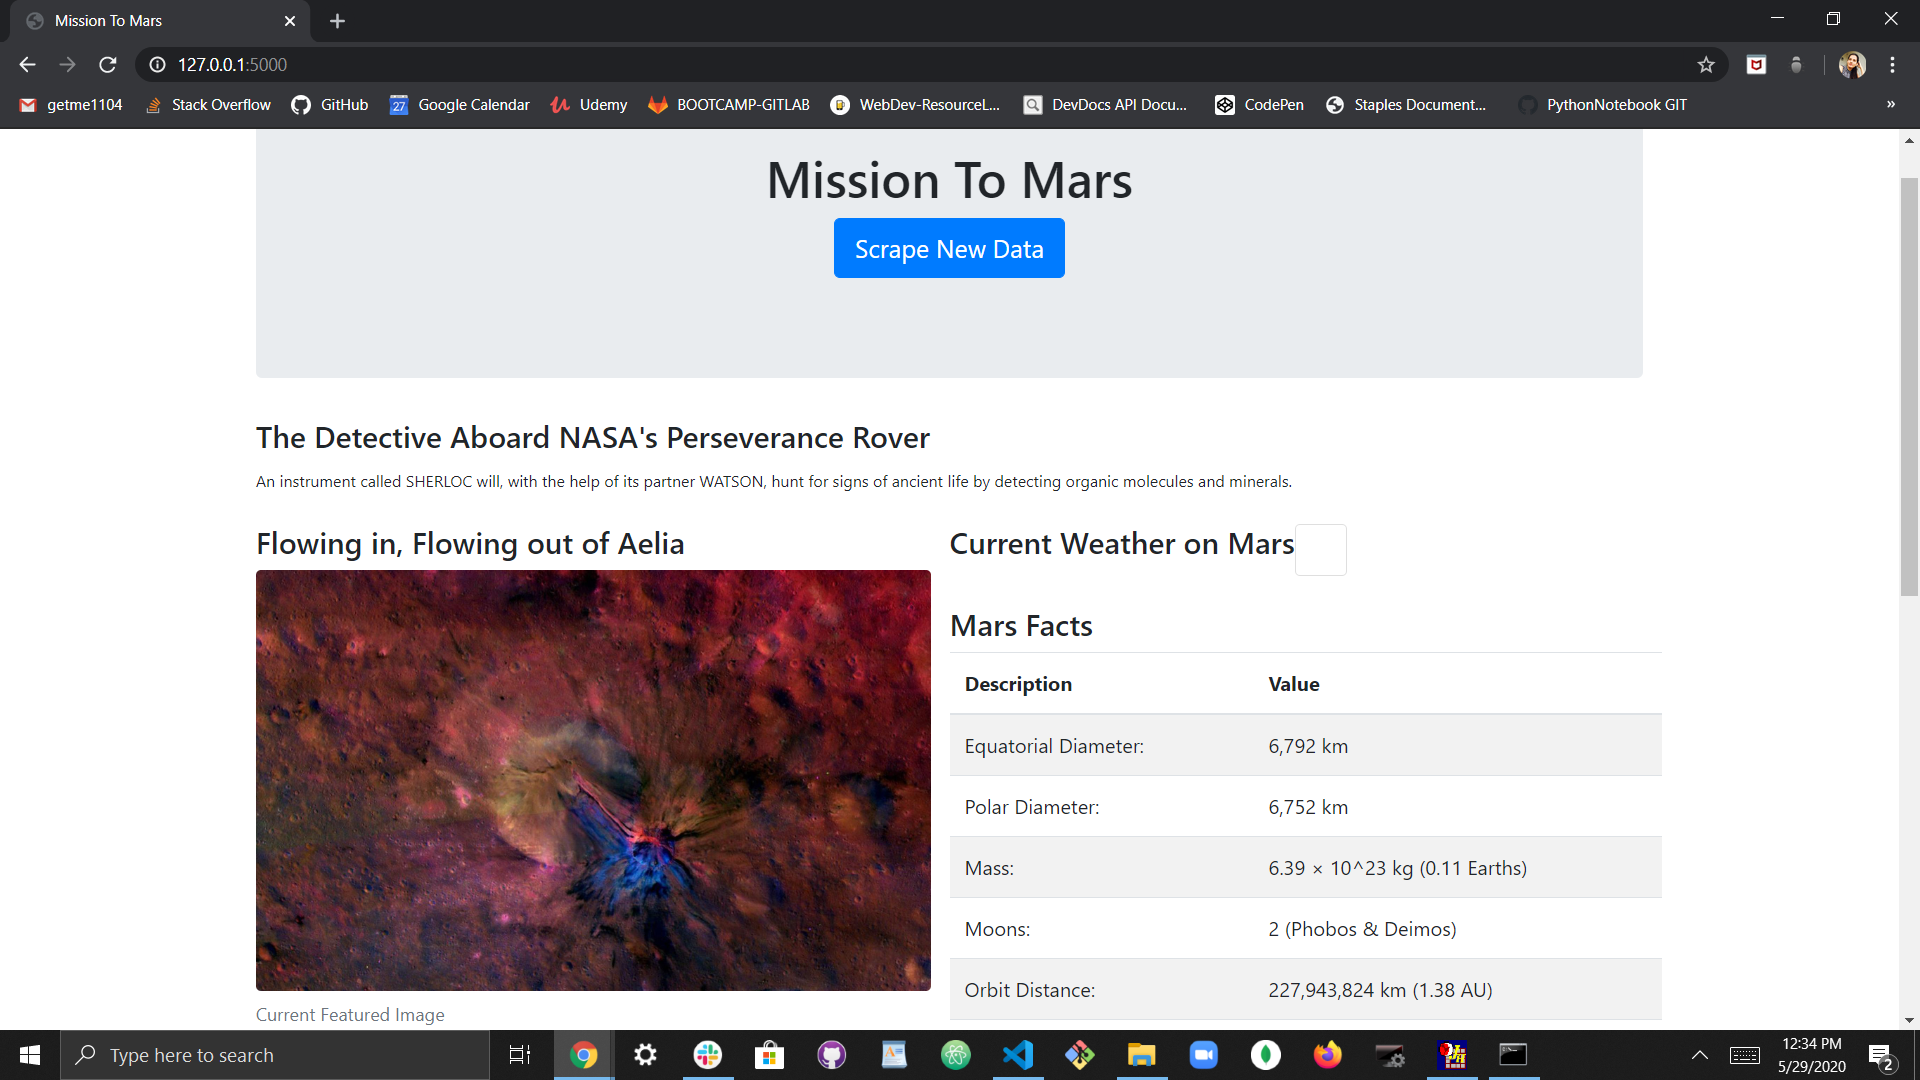 Mission To Mars
127.0.0.1:5000
getme1104 Stack Overflow GitHub 27 Google Calendar Udemy BOOTCAMP-GITLAB WebDev-ResourceL... DevDocs API Docu... CodePen Staples Document... PythonNotebook GIT »
Mission To Mars
Scrape New Data
The Detective Aboard NASA's Perseverance Rover
An instrument called SHERLOC will, with the help of its partner WATSON, hunt for signs of ancient life by detecting organic molecules and minerals.
Flowing in, Flowing out of Aelia
Current Featured Image
Current Weather on Mars
Mars Facts
Description Value
Equatorial Diameter: 6,792 km
Polar Diameter: 6,752 km
Mass: 6.39 × 10^23 kg (0.11 Earths)
Moons: 2 (Phobos & Deimos)
Orbit Distance: 227,943,824 km (1.38 AU)
Type here to search
12:34 PM
5/29/2020
2